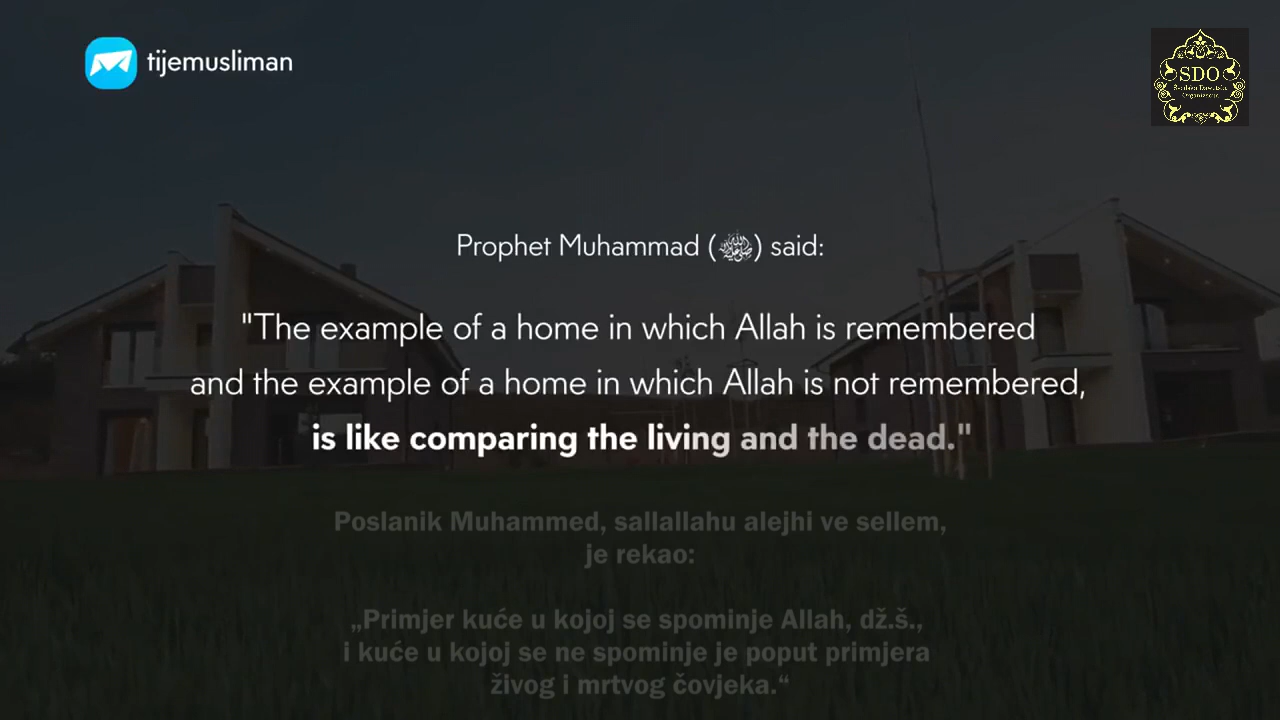 tijemusliman
SDO
Prophet Muhammad (ﷺ) said:
"The example of a home in which Allah is remembered
and the example of a home in which Allah is not remembered,
is like comparing the living and the dead."
Poslanik Muhammed, sallallahu alejhi ve sellem,
je rekao:
„Primjer kuće u kojoj se spominje Allah, dž.š.,
i kuće u kojoj se ne spominje je poput primjera
živog i mrtvog čovjeka.“